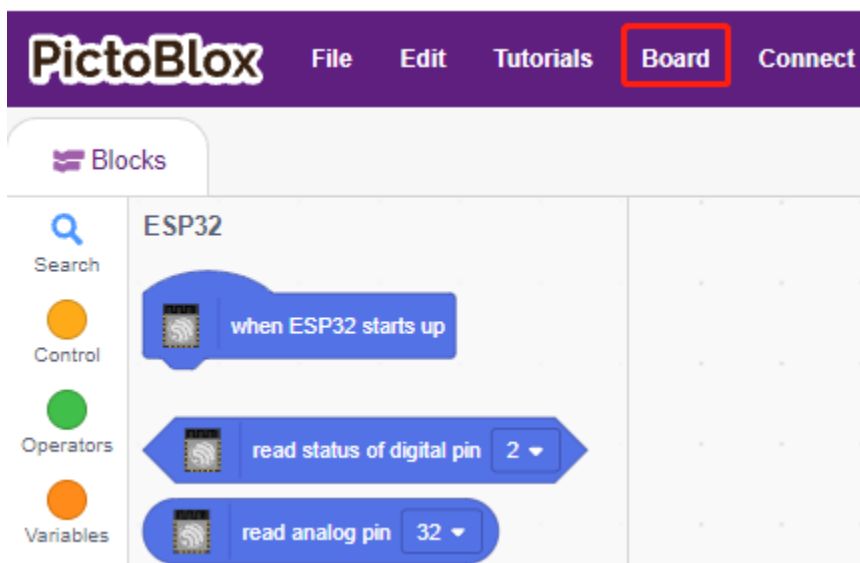 PictoBlox File Edit Tutorials Board Connect
Blocks
Search
Control
Operators
Variables
ESP32
when ESP32 starts up
read status of digital pin 2
read analog pin 32